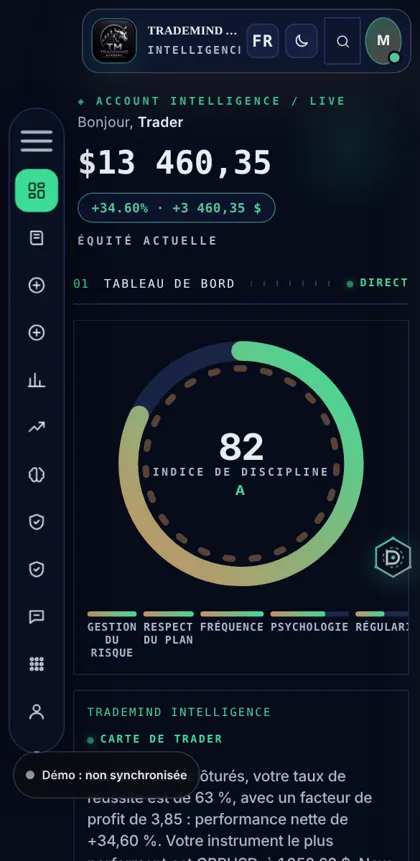 TRADEMIND ...
INTELLIGENC
FR
M
TM
ACCOUNT INTELLIGENCE / LIVE
Bonjour, Trader
$13 460,35
+34.60% · +3 460,35 $
ÉQUITÉ ACTUELLE
01 TABLEAU DE BORD
DIRECT
82
INDICE DE DISCIPLINE
A
D
GESTION DU RISQUE
RESPECT DU PLAN
FRÉQUENCE
PSYCHOLOGIE
RÉGULARI
TRADEMIND INTELLIGENCE
CARTE DE TRADER
ôturés, votre taux de
réussite est de 63 %, avec un facteur de
profit de 3,85 : performance nette de
+34,60 %. Votre instrument le plus
Démo : non synchronisée